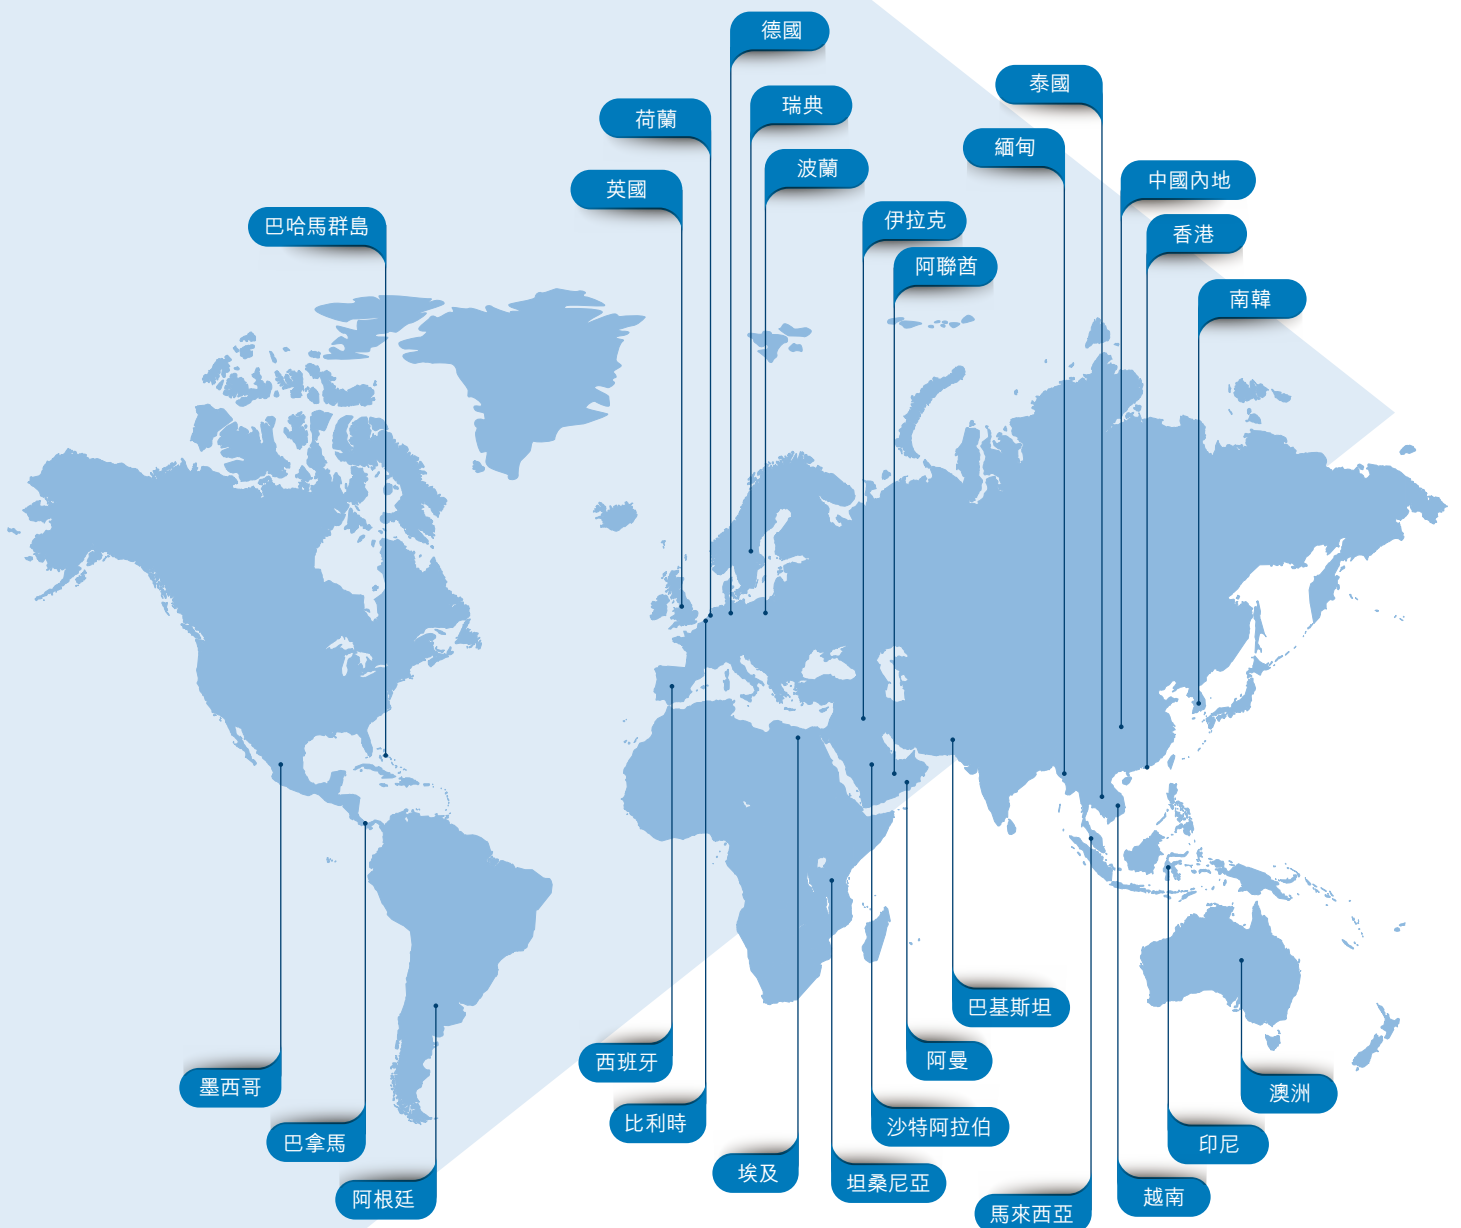 德國
泰國
瑞典
荷蘭
緬甸
波蘭
中國內地
英國
伊拉克
巴哈馬群島
香港
阿聯酋
南韓
巴基斯坦
阿曼
西班牙
墨西哥
澳洲
比利時
沙特阿拉伯
巴拿馬
印尼
埃及
坦桑尼亞
越南
阿根廷
馬來西亞